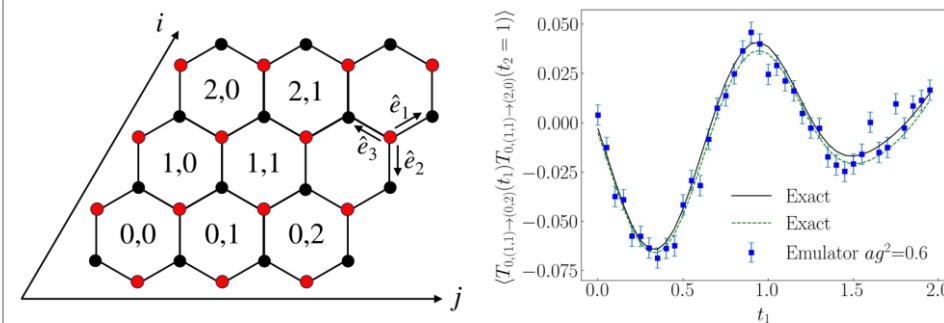 i
2,0 2,1
ê₁
ê₃
ê₂
1,0 1,1
0,0 0,1 0,2
j
⟨T₀,₍₁,₁₎→₍₀,₂₎(t₁)T₀,₍₁,₁₎→₍₂,₀₎(t₂ = 1)⟩
0.050
0.025
0.000
−0.025
−0.050
−0.075
Exact
Exact
Emulator ag²=0.6
0.0 0.5 1.0 1.5 2.0
t₁